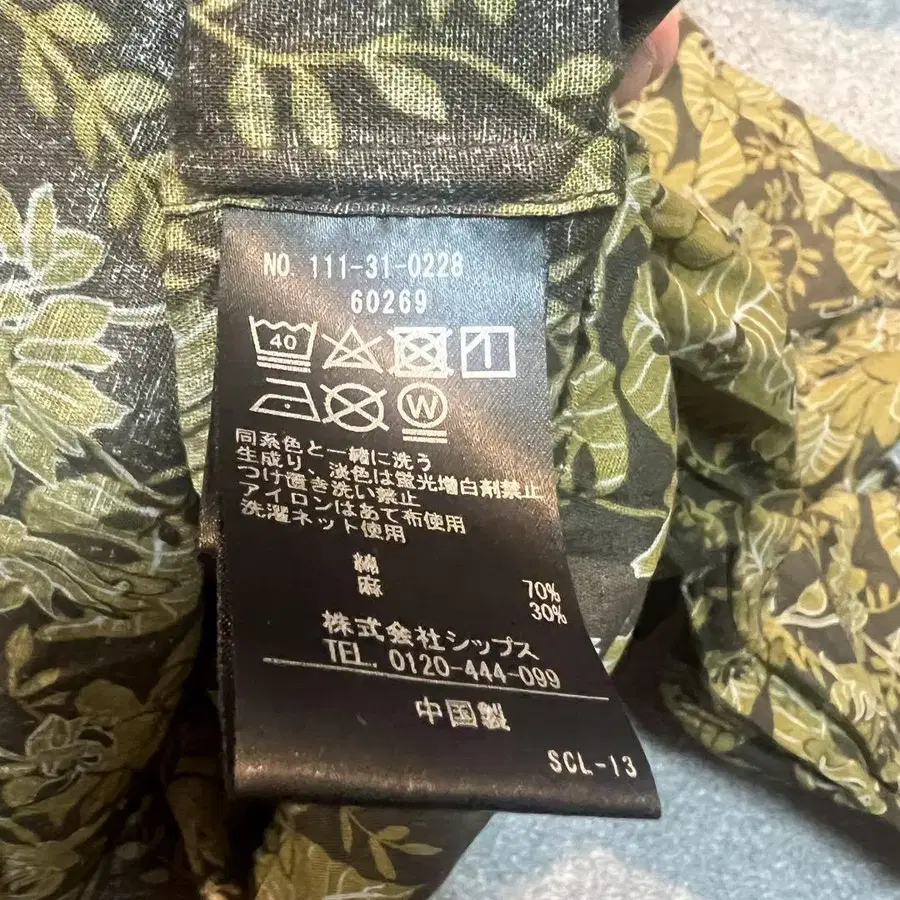 NO. 111-31-0228
60269
40
W
同系色と一緒に洗う
生成り、淡色は蛍光増白剤禁止
つけ置き洗い禁止
アイロンはあて布使用
洗濯ネット使用
綿 70%
麻 30%
株式会社シップス
TEL. 0120-444-099
中国製
SCL-13